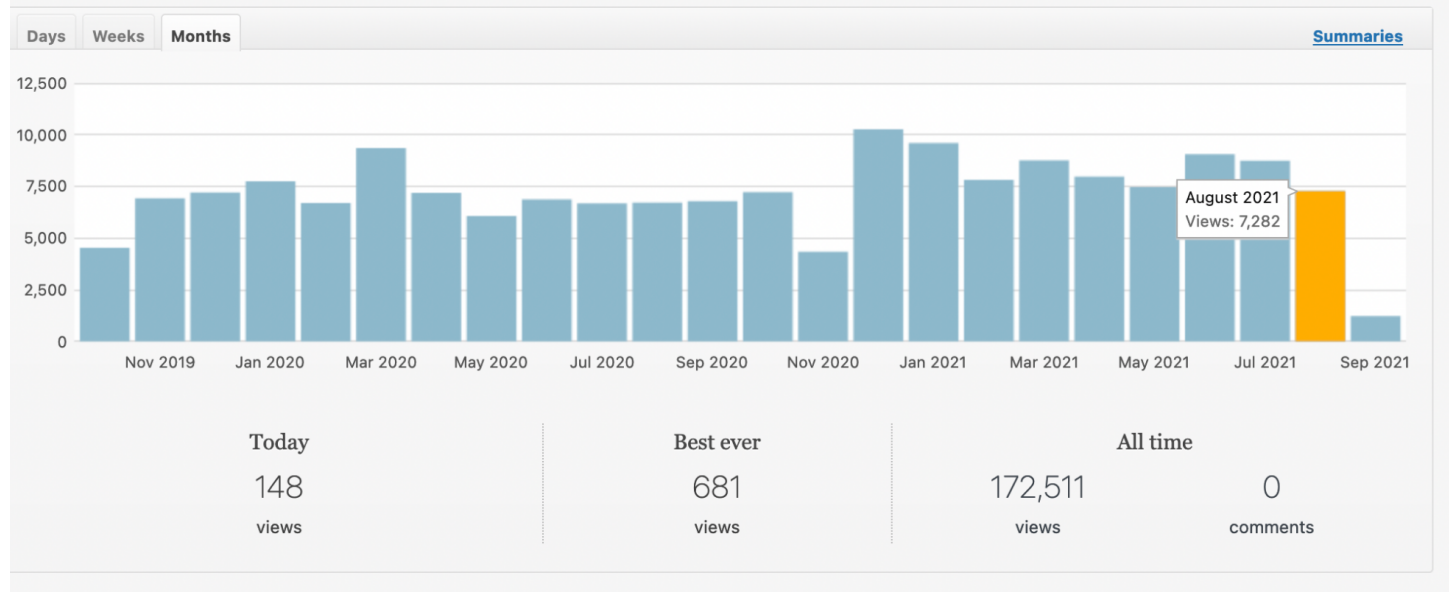 Days Weeks Months Summaries
12,500
10,000
7,500
August 2021
Views: 7,282
5,000
2,500
0
Nov 2019 Jan 2020 Mar 2020 May 2020 Jul 2020 Sep 2020 Nov 2020 Jan 2021 Mar 2021 May 2021 Jul 2021 Sep 2021
Today Best ever All time
148 681 172,511 0
views views views comments